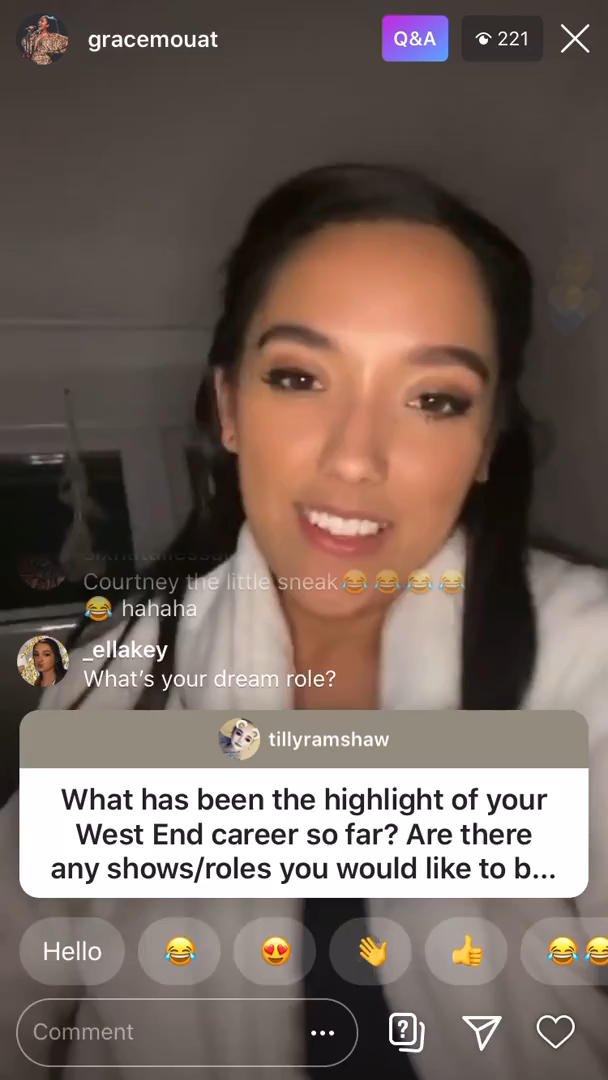 gracemouat
Q&A
221
Courtney the little sneak😂😂😂😂
😂 hahaha
_ellakey
What's your dream role?
tillyramshaw
What has been the highlight of your
West End career so far? Are there
any shows/roles you would like to b...
Hello
Comment